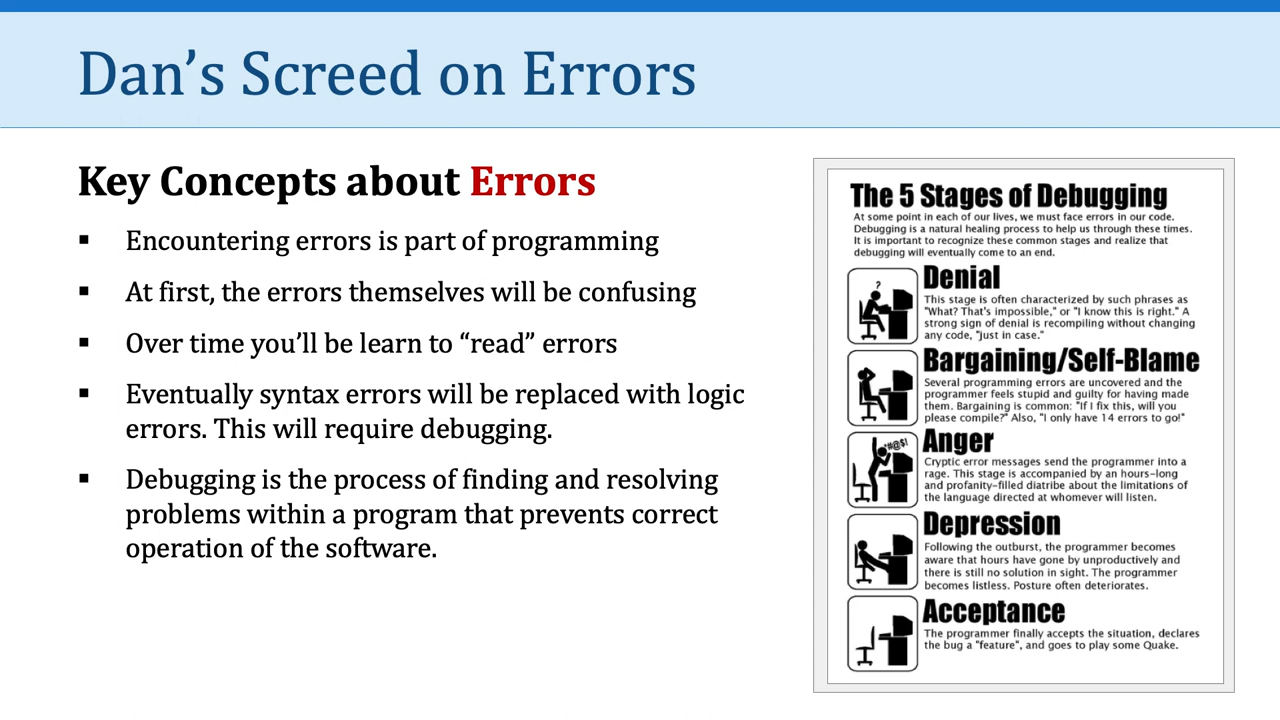 Dan’s Screed on Errors
Key Concepts about Errors
▪ Encountering errors is part of programming
▪ At first, the errors themselves will be confusing
▪ Over time you’ll be learn to “read” errors
▪ Eventually syntax errors will be replaced with logic
errors. This will require debugging.
▪ Debugging is the process of finding and resolving
problems within a program that prevents correct
operation of the software.
The 5 Stages of Debugging
At some point in each of our lives, we must face errors in our code.
Debugging is a natural healing process to help us through these times.
It is important to recognize these common stages and realize that
debugging will eventually come to an end.
?
Denial
This stage is often characterized by such phrases as
"What? That's impossible," or "I know this is right." A
strong sign of denial is recompiling without changing
any code, "just in case."
Bargaining/Self-Blame
Several programming errors are uncovered and the
programmer feels stupid and guilty for having made
them. Bargaining is common: "If I fix this, will you
please compile?" Also, "I only have 14 errors to go!"
Anger
Cryptic error messages send the programmer into a
rage. This stage is accompanied by an hours-long
and profanity-filled diatribe about the limitations of
the language directed at whomever will listen.
Depression
Following the outburst, the programmer becomes
aware that hours have gone by unproductively and
there is still no solution in sight. The programmer
becomes listless. Posture often deteriorates.
Acceptance
The programmer finally accepts the situation, declares
the bug a "feature", and goes to play some Quake.